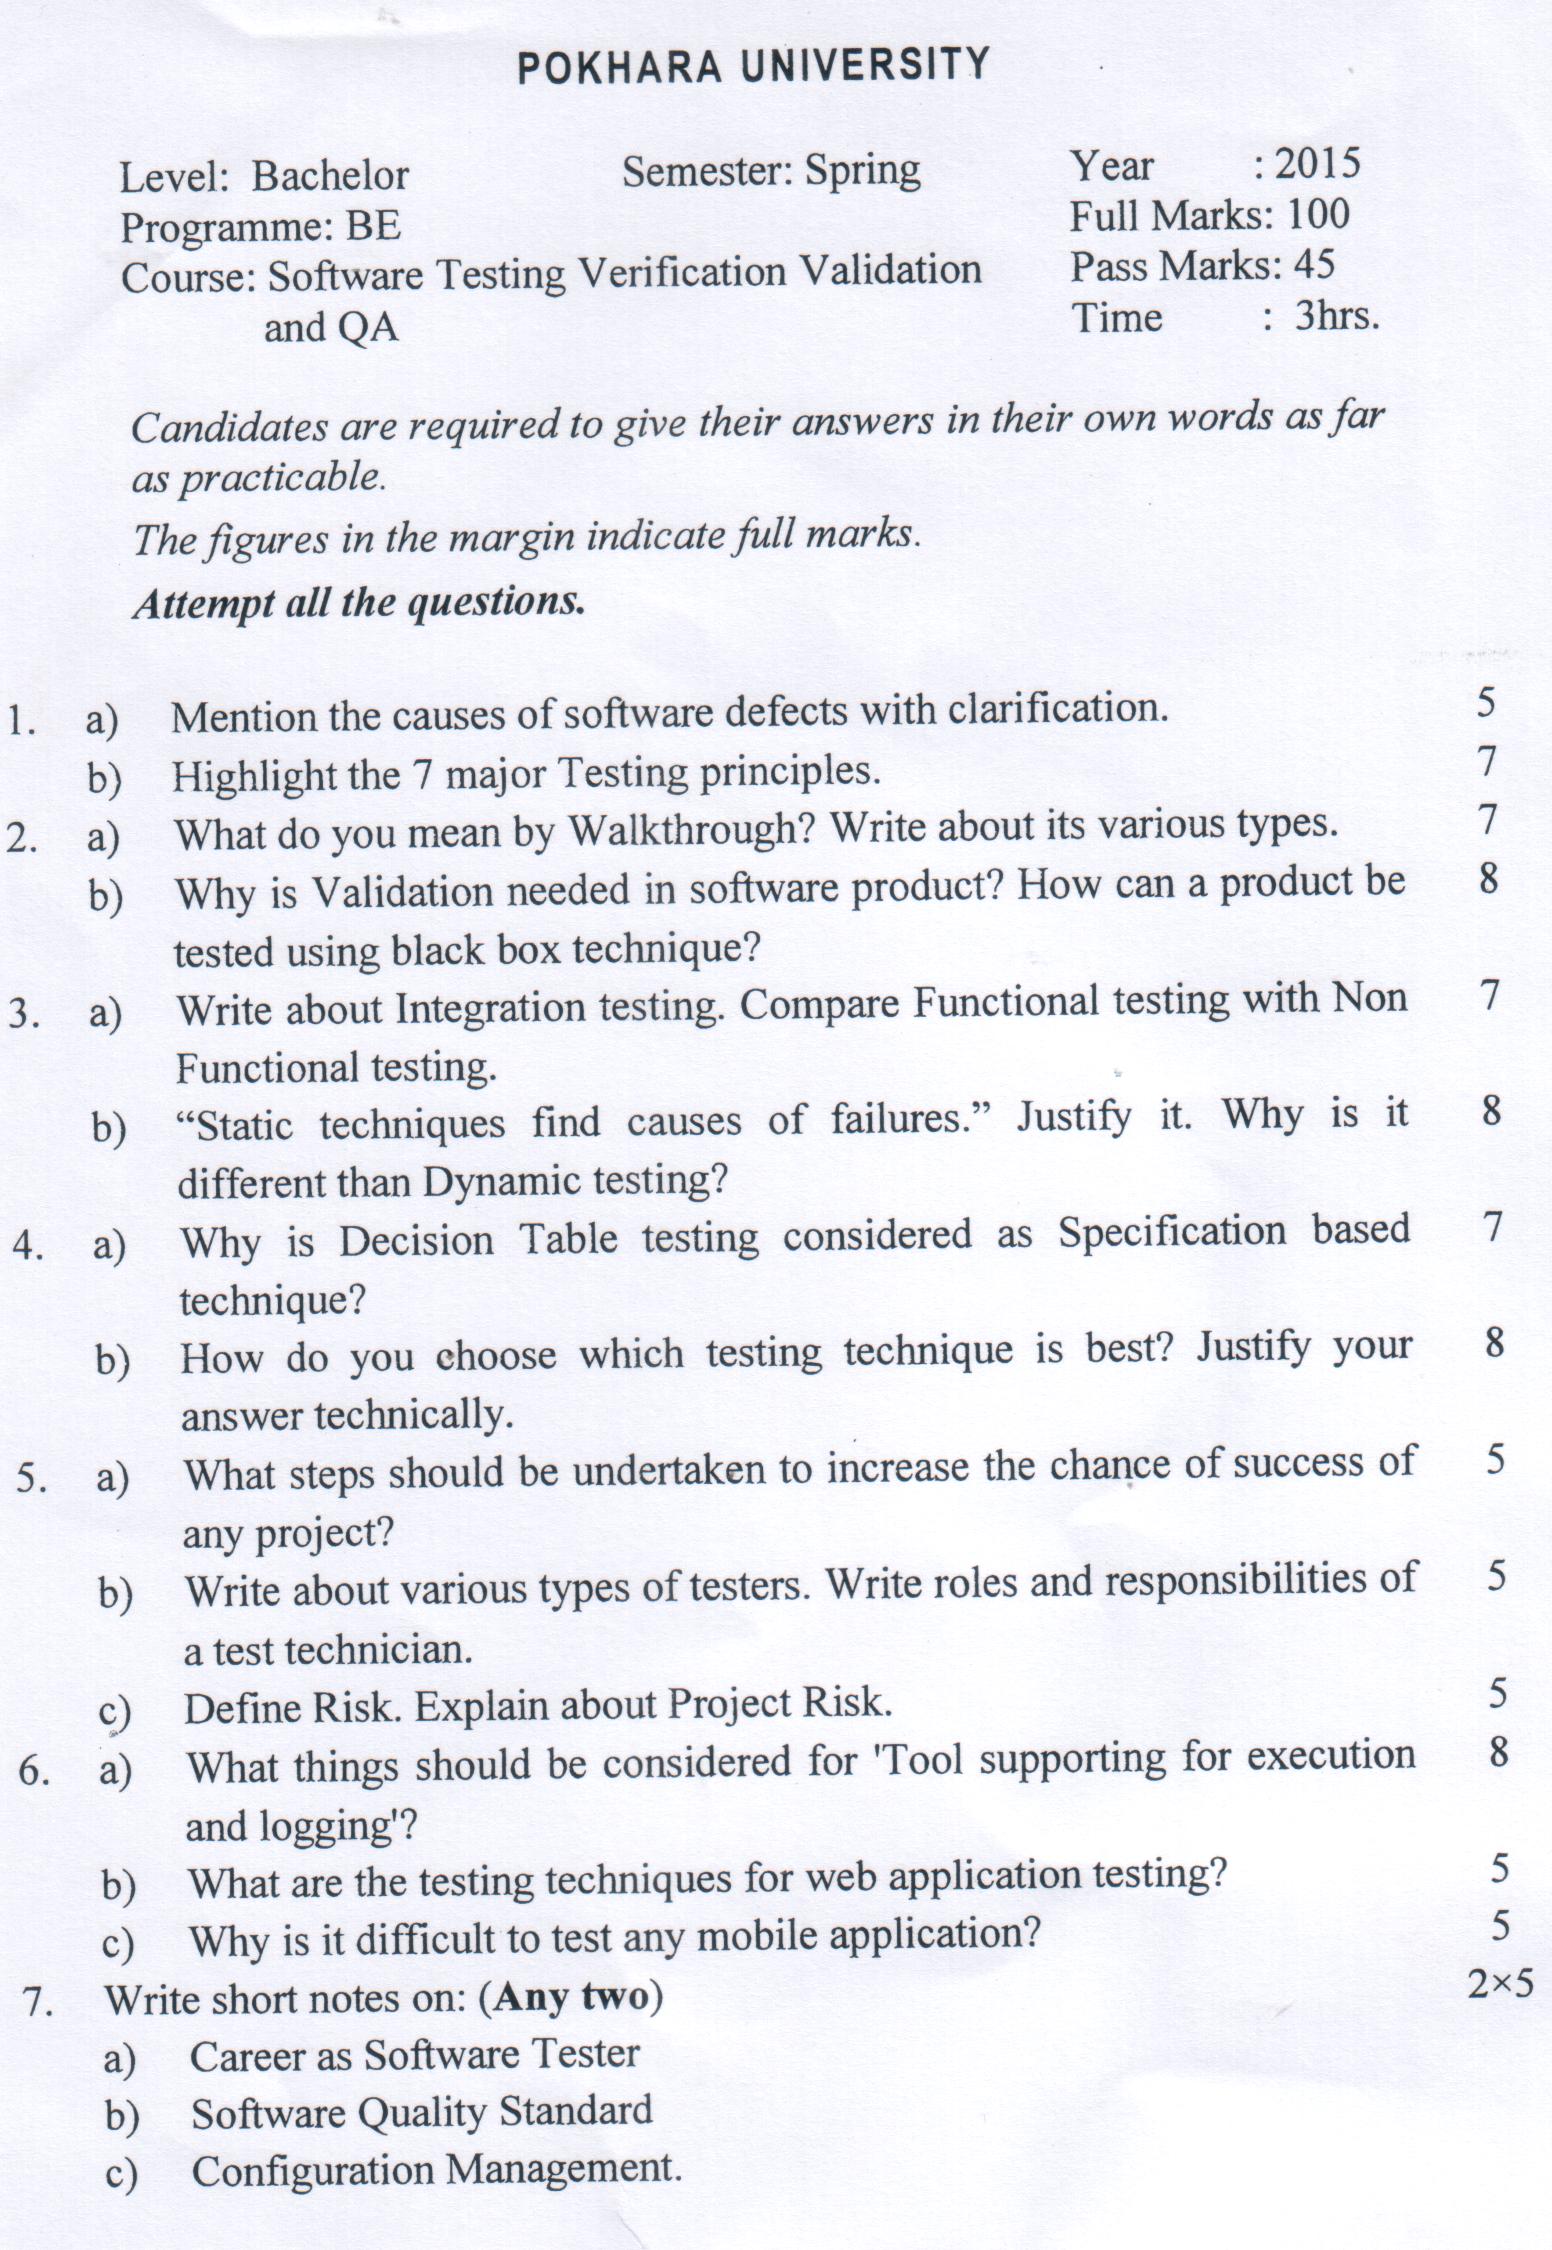 POKHARA UNIVERSITY
Level: Bachelor Semester: Spring Year : 2015
Programme: BE Full Marks: 100
Course: Software Testing Verification Validation Pass Marks: 45
and QA Time : 3hrs.
Candidates are required to give their answers in their own words as far
as practicable.
The figures in the margin indicate full marks.
Attempt all the questions.
1. a) Mention the causes of software defects with clarification. 5
b) Highlight the 7 major Testing principles. 7
2. a) What do you mean by Walkthrough? Write about its various types. 7
b) Why is Validation needed in software product? How can a product be 8
tested using black box technique?
3. a) Write about Integration testing. Compare Functional testing with Non 7
Functional testing.
b) “Static techniques find causes of failures.” Justify it. Why is it 8
different than Dynamic testing?
4. a) Why is Decision Table testing considered as Specification based 7
technique?
b) How do you choose which testing technique is best? Justify your 8
answer technically.
5. a) What steps should be undertaken to increase the chance of success of 5
any project?
b) Write about various types of testers. Write roles and responsibilities of 5
a test technician.
c) Define Risk. Explain about Project Risk. 5
6. a) What things should be considered for 'Tool supporting for execution 8
and logging'?
b) What are the testing techniques for web application testing? 5
c) Why is it difficult to test any mobile application? 5
7. Write short notes on: (Any two) 2×5
a) Career as Software Tester
b) Software Quality Standard
c) Configuration Management.